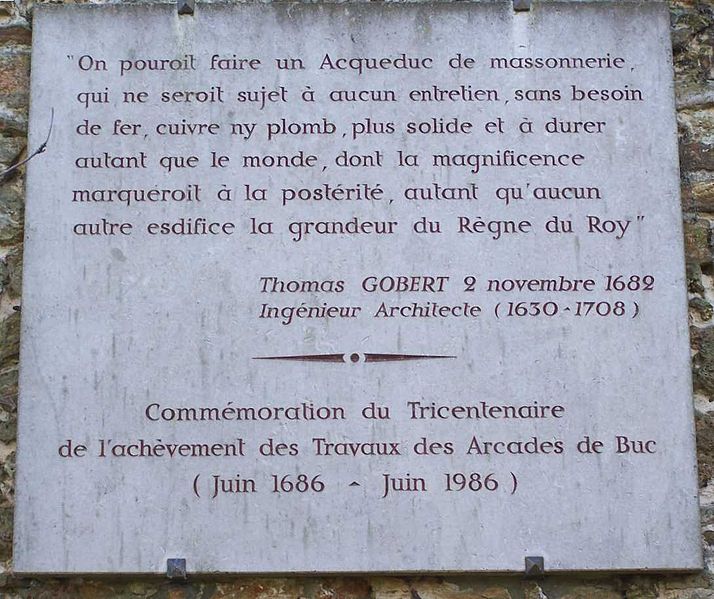 "On pouroit faire un Acqueduc de massonnerie,
qui ne seroit sujet à aucun entretien, sans besoin
de fer, cuivre ny plomb, plus solide et à durer
autant que le monde, dont la magnificence
marqueroit à la postérité, autant qu'aucun
autre esdifice la grandeur du Règne du Roy"
Thomas GOBERT 2 novembre 1682
Ingénieur Architecte (1630-1708)
Commémoration du Tricentenaire
de l'achèvement des Travaux des Arcades de Buc
(Juin 1686 - Juin 1986)